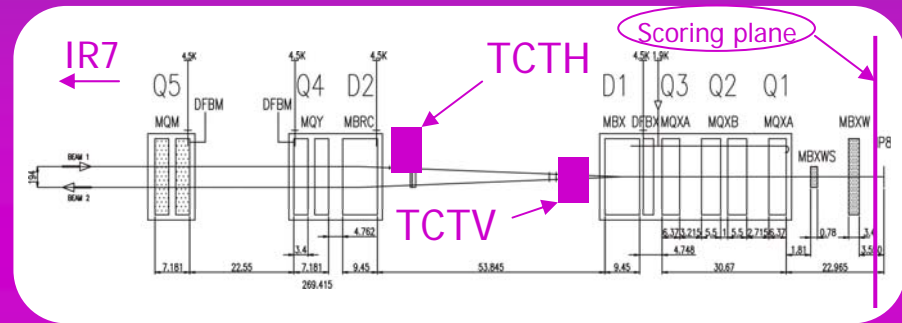 IR7
Scoring plane
4.5K
4.5K
4.5K
TCTH
4.5K
1.9K
Q5
Q4
D2
D1
Q3
Q2
Q1
DFBM
DFBM
MQM
MQY
MBRC
MBX
DFBX
MQXA
MQXB
MQXA
MBXW
MBXWS
P8
BEAM 1
194
BEAM 2
TCTV
6.37
3.215
5.5
1
5.5
2.715
6.37
0.78
3.4
3.4
4.762
4.748
1.81
7.181
22.55
7.181
9.45
53.845
9.45
30.67
22.965
269.415